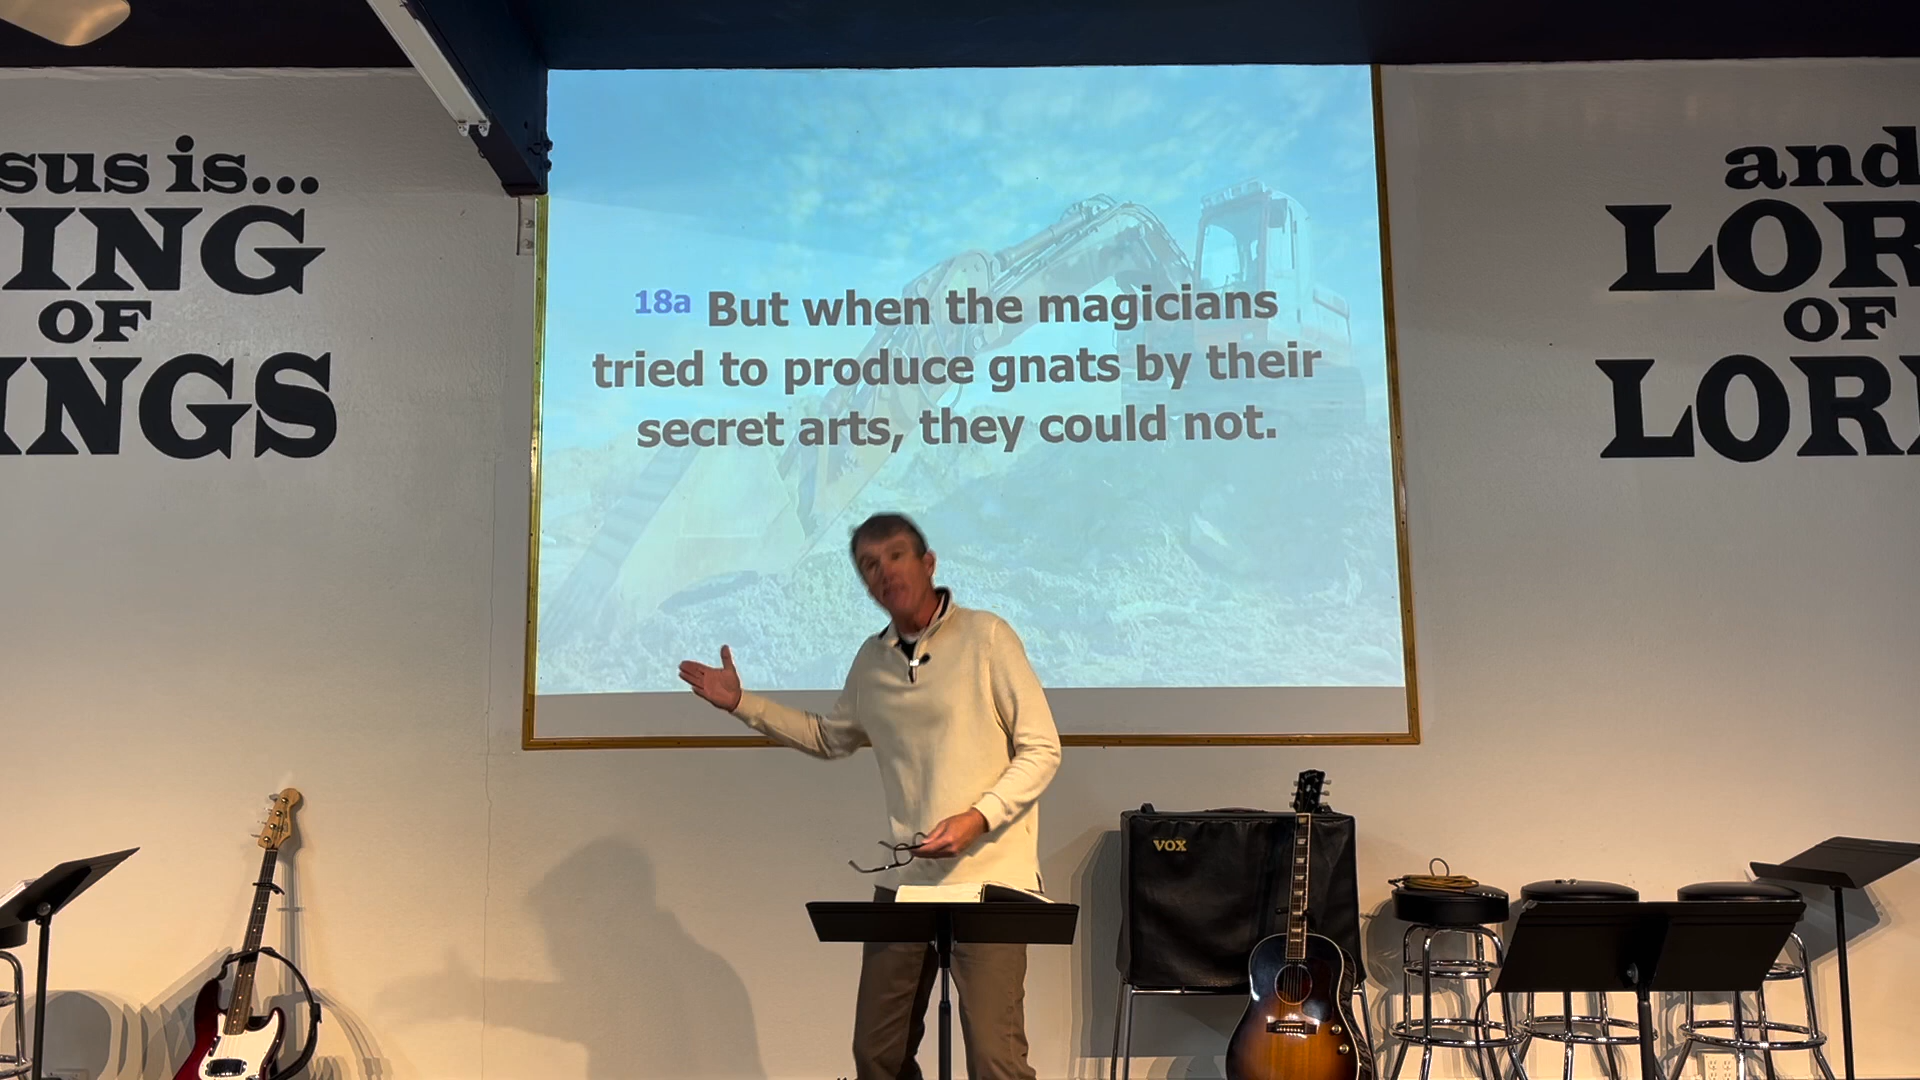 sus is...
ING
OF
INGS
18a But when the magicians
tried to produce gnats by their
secret arts, they could not.
and
LOR
OF
LOR
VOX